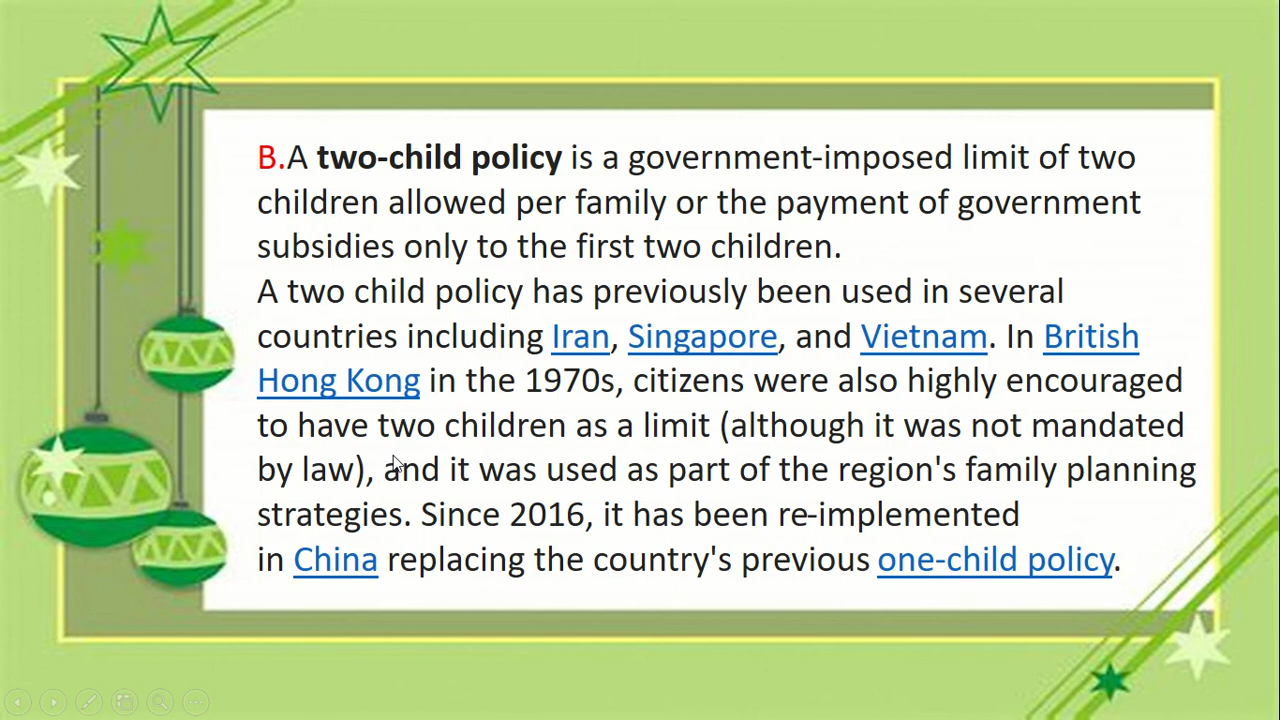 B.A two-child policy is a government-imposed limit of two
children allowed per family or the payment of government
subsidies only to the first two children.
A two child policy has previously been used in several
countries including Iran, Singapore, and Vietnam. In British
Hong Kong in the 1970s, citizens were also highly encouraged
to have two children as a limit (although it was not mandated
by law), and it was used as part of the region's family planning
strategies. Since 2016, it has been re-implemented
in China replacing the country's previous one-child policy.